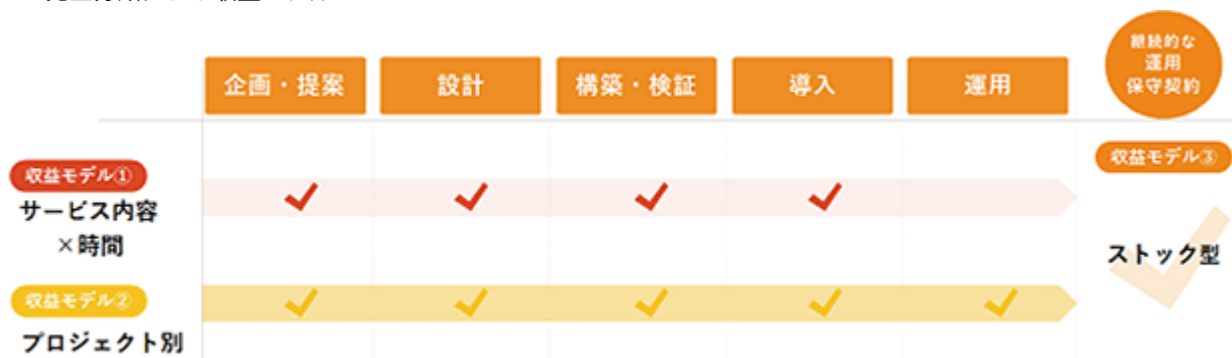 継続的な
運用
保守契約
企画・提案
設計
構築・検証
導入
運用
収益モデル①
サービス内容
×時間
収益モデル③
ストック型
収益モデル②
プロジェクト別